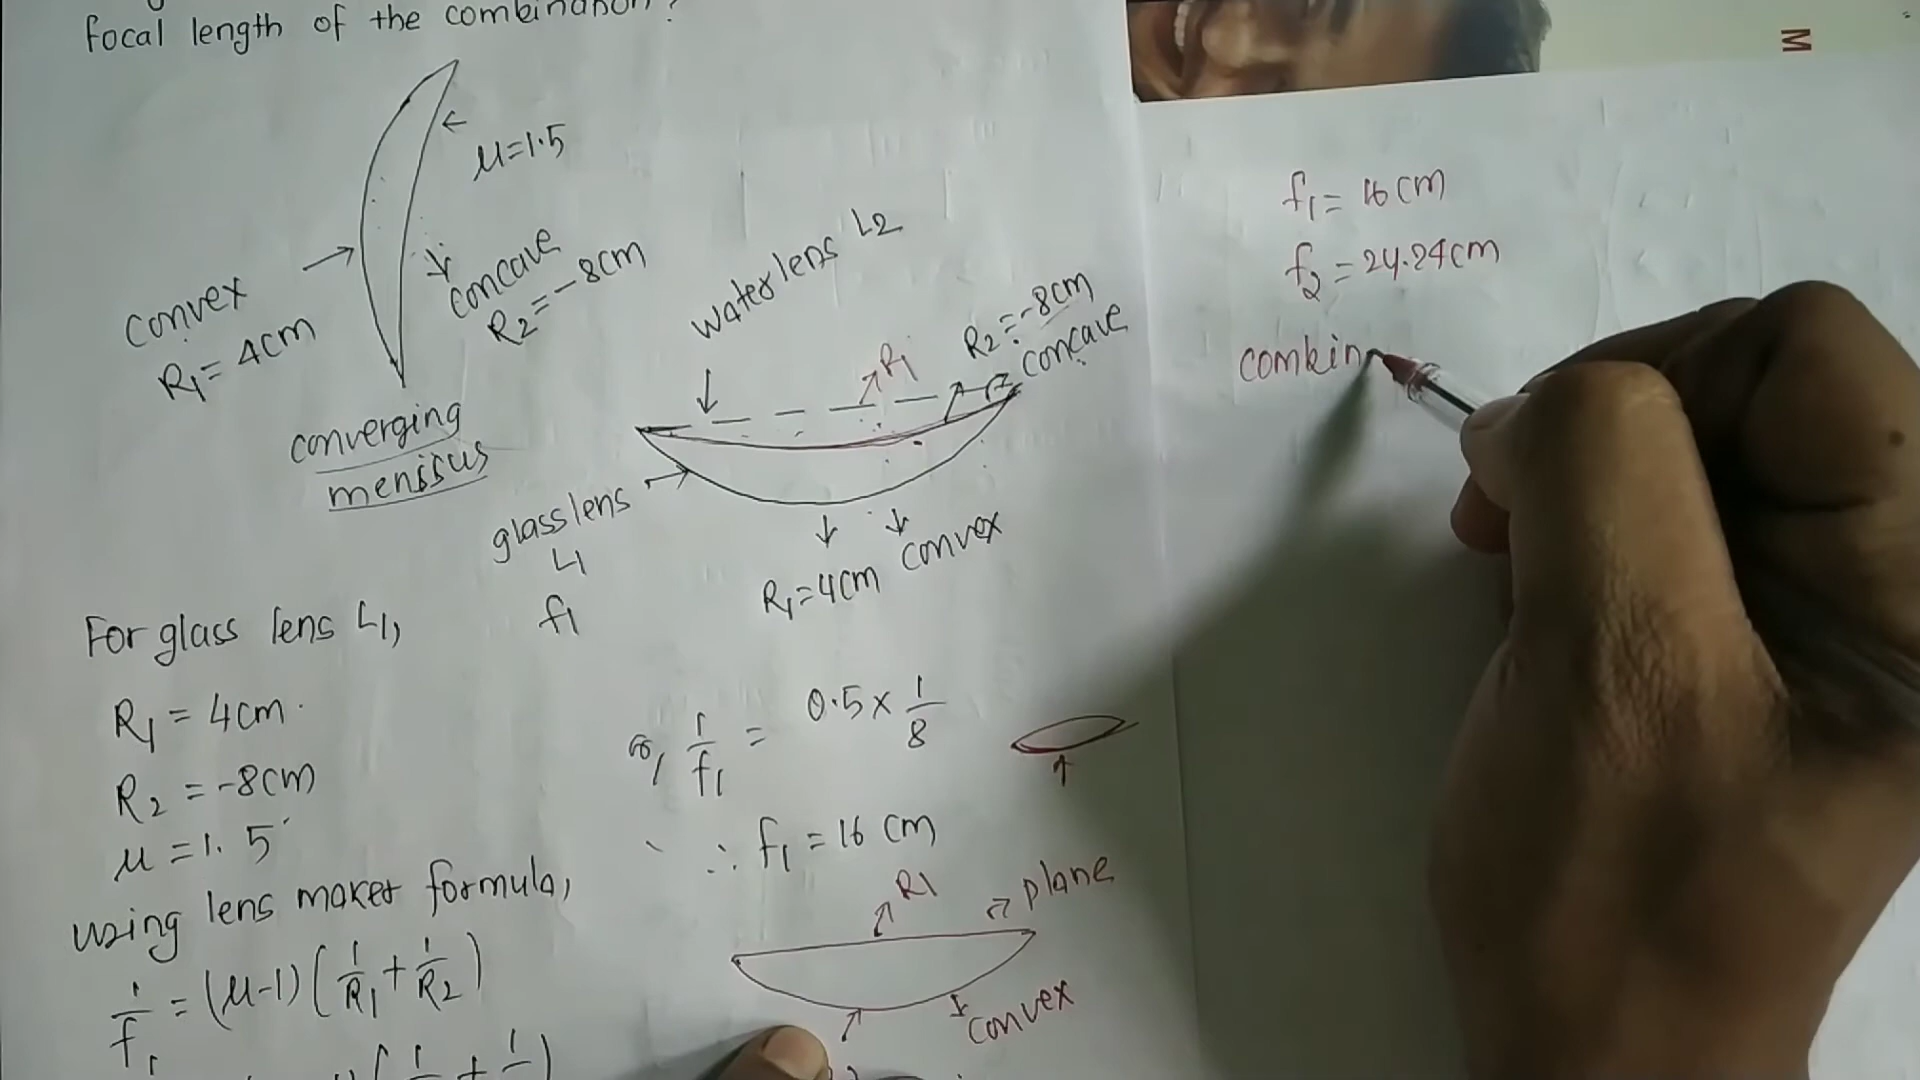 focal length of the combination?
μ=1.5
convex
R1= 4cm
concave
R2=-8cm
converging
menisus
water lens L2
R1
R2=-8cm
concave
glass lens
L1
f1
R1=4cm
convex
For glass lens L1,
R1 = 4cm
R2 = -8cm
μ = 1.5
using lens maker formula,
1/f1 = (μ-1)(1/R1 + 1/R2)
or, 1/f1 = 0.5 × 1/8
∴ f1 = 16 cm
R1
plane
convex
f1 = 16 cm
f2 = 24.24cm
combin
M